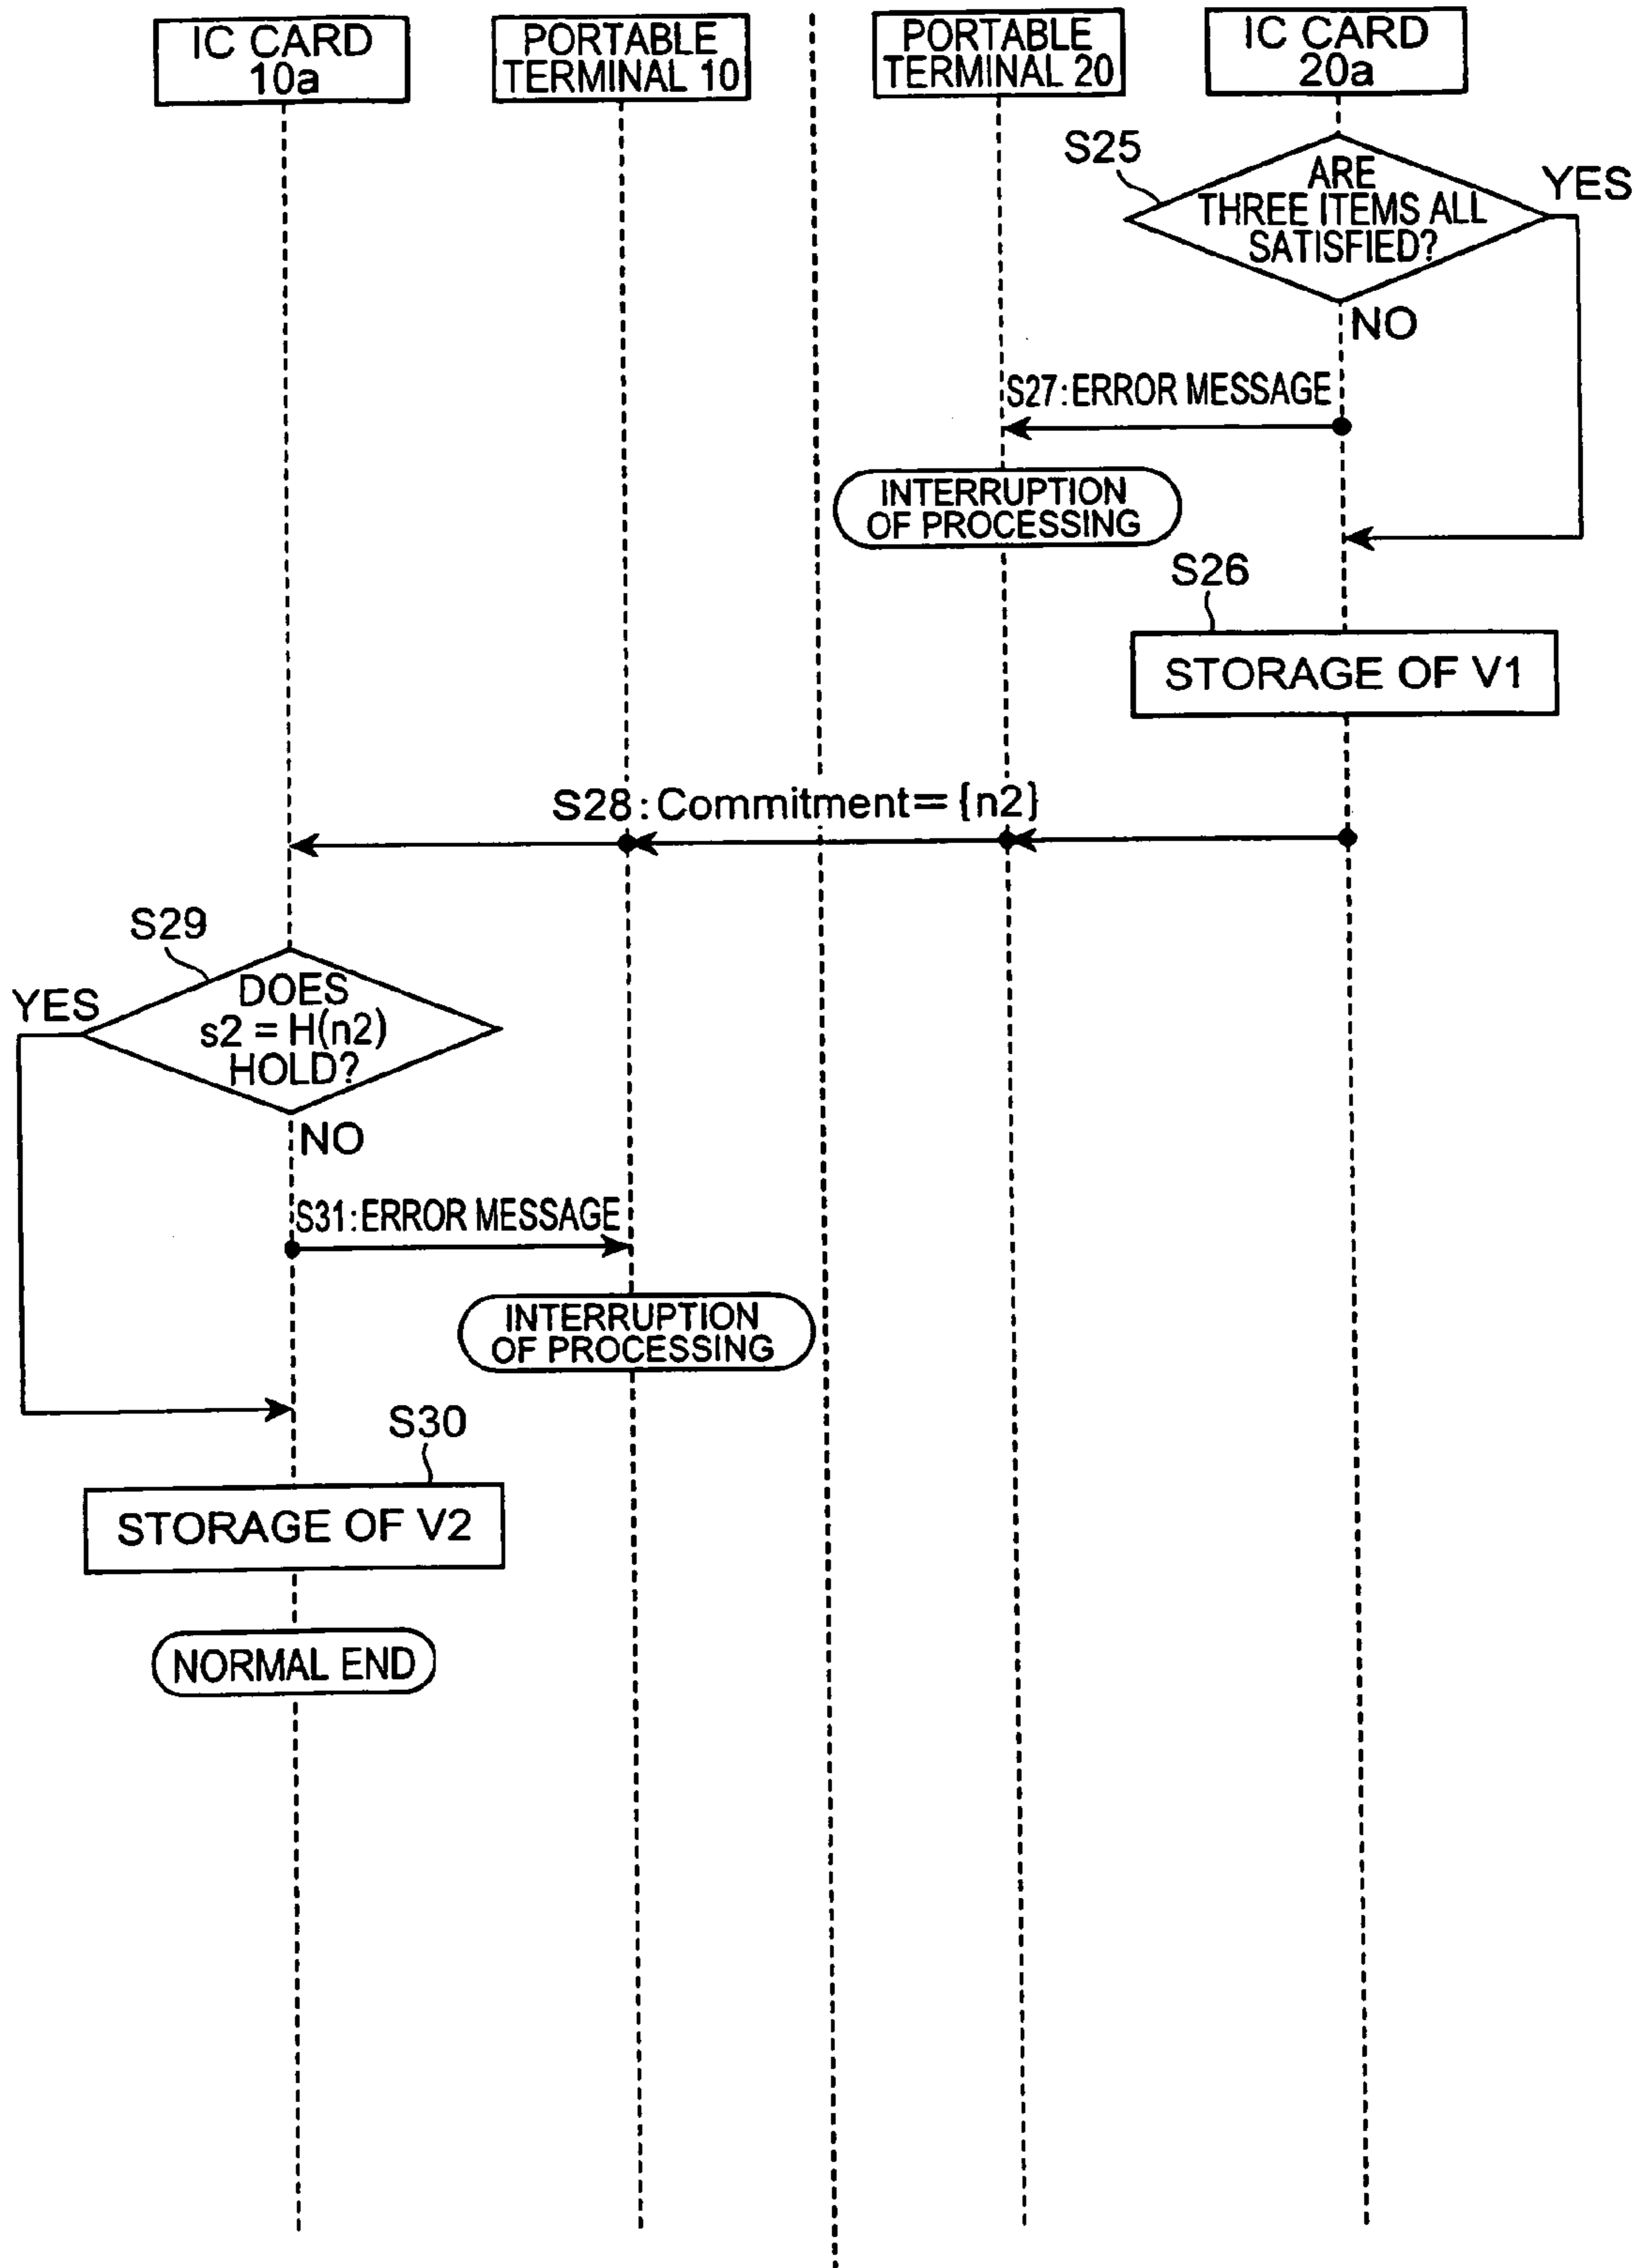 IC CARD
10a
PORTABLE
TERMINAL 10
PORTABLE
TERMINAL 20
IC CARD
20a
S25
ARE
THREE ITEMS ALL
SATISFIED?
YES
NO
S27:ERROR MESSAGE
INTERRUPTION
OF PROCESSING
S26
STORAGE OF V1
S28:Commitment={n2}
S29
YES
DOES
s2 = H(n2)
HOLD?
NO
S31:ERROR MESSAGE
INTERRUPTION
OF PROCESSING
S30
STORAGE OF V2
NORMAL END